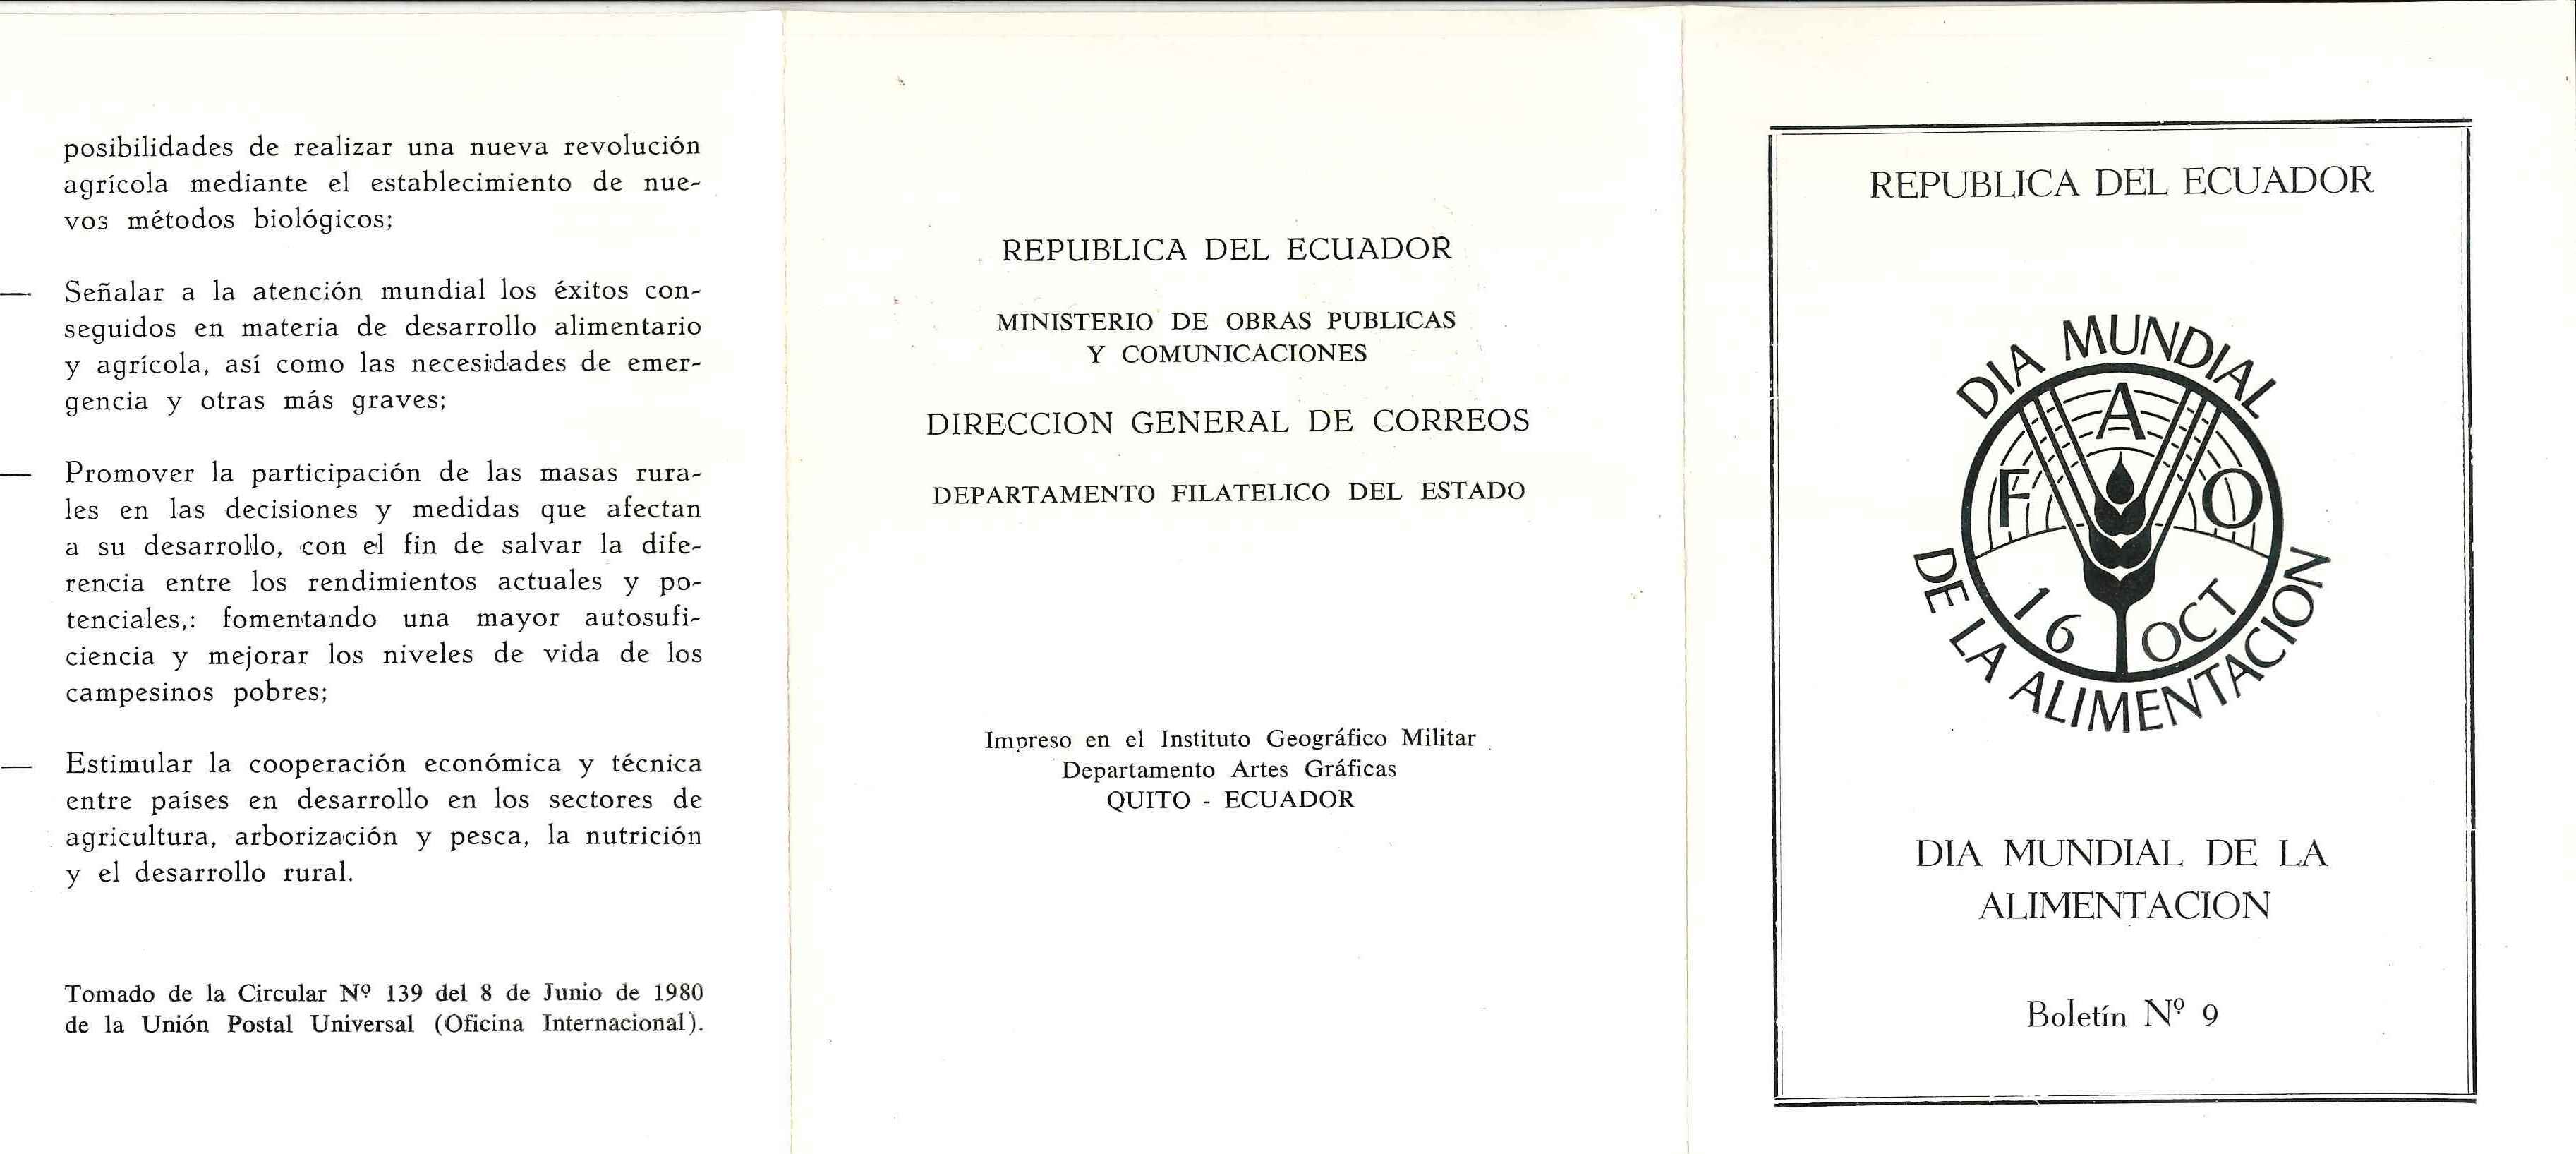 posibilidades de realizar una nueva revolución
agrícola mediante el establecimiento de nue-
vos métodos biológicos;
— Señalar a la atención mundial los éxitos con-
seguidos en materia de desarrollo alimentario
y agrícola, así como las necesidades de emer-
gencia y otras más graves;
— Promover la participación de las masas rura-
les en las decisiones y medidas que afectan
a su desarrollo, con el fin de salvar la dife-
rencia entre los rendimientos actuales y po-
tenciales,: fomentando una mayor autosufi-
ciencia y mejorar los niveles de vida de los
campesinos pobres;
— Estimular la cooperación económica y técnica
entre países en desarrollo en los sectores de
agricultura, arborización y pesca, la nutrición
y el desarrollo rural.
Tomado de la Circular Nº 139 del 8 de Junio de 1980
de la Unión Postal Universal (Oficina Internacional).
REPUBLICA DEL ECUADOR
MINISTERIO DE OBRAS PUBLICAS
Y COMUNICACIONES
DIRECCION GENERAL DE CORREOS
DEPARTAMENTO FILATELICO DEL ESTADO
Impreso en el Instituto Geográfico Militar
Departamento Artes Gráficas
QUITO - ECUADOR
REPUBLICA DEL ECUADOR
DIA MUNDIAL
F A O
16 OCT
DE LA ALIMENTACION
DIA MUNDIAL DE LA
ALIMENTACION
Boletín Nº 9